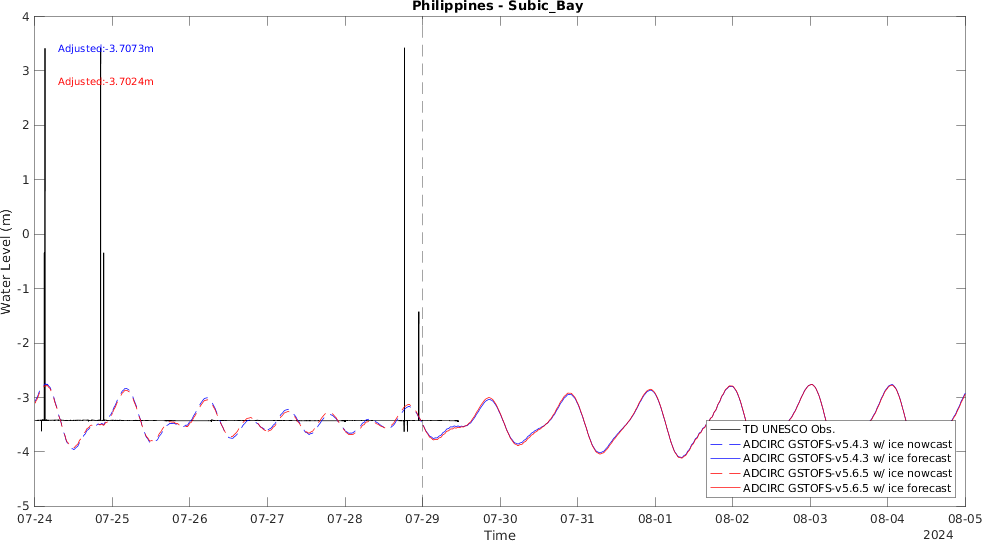 Philippines - Subic_Bay
Adjusted:-3.7073m
Adjusted:-3.7024m
Water Level (m)
4
3
2
1
0
-1
-2
-3
-4
-5
TD UNESCO Obs.
ADCIRC GSTOFS-v5.4.3 w/ ice nowcast
ADCIRC GSTOFS-v5.4.3 w/ ice forecast
ADCIRC GSTOFS-v5.6.5 w/ ice nowcast
ADCIRC GSTOFS-v5.6.5 w/ ice forecast
07-24 07-25 07-26 07-27 07-28 07-29 07-30 07-31 08-01 08-02 08-03 08-04 08-05
Time
2024